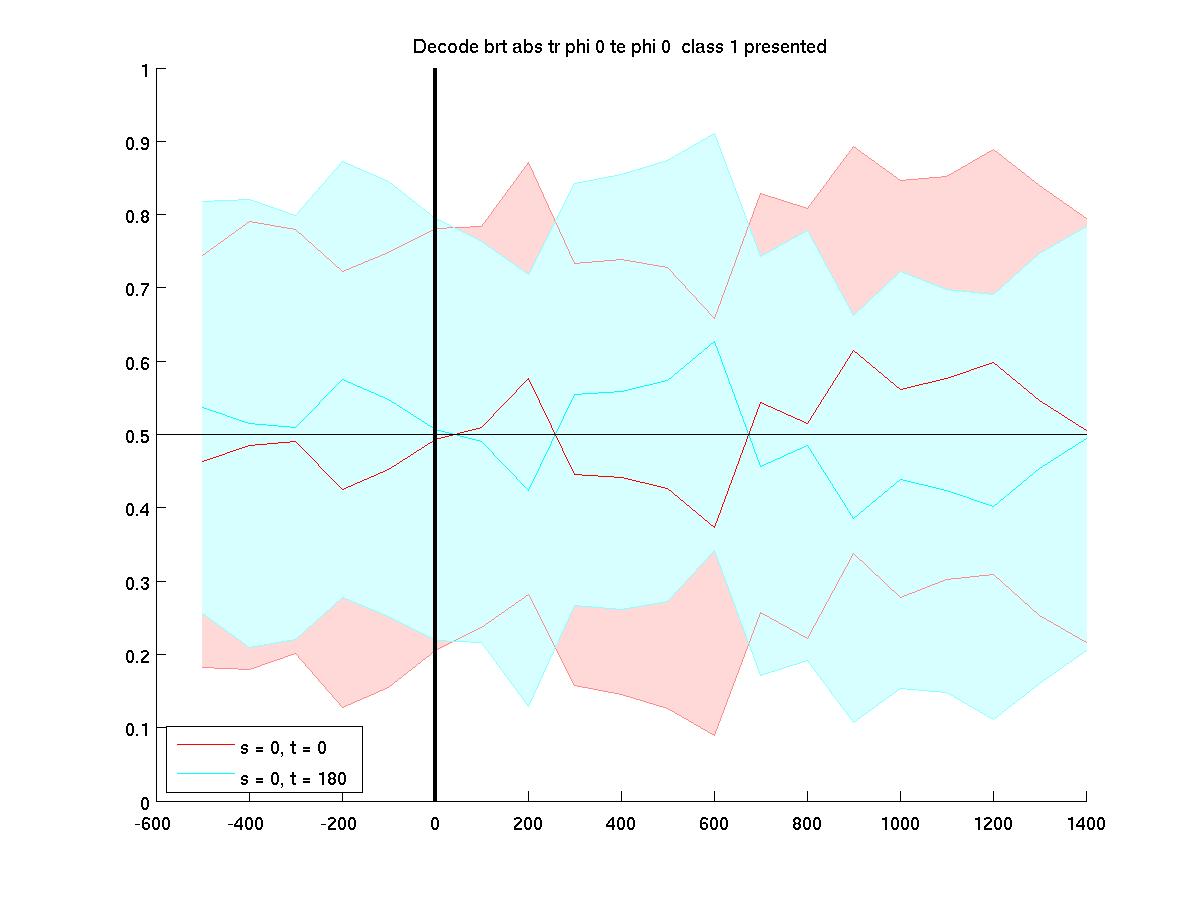 Decode brt abs tr phi 0 te phi 0  class 1 presented
1
0.9
0.8
0.7
0.6
0.5
0.4
0.3
0.2
0.1
0
s = 0, t = 0
s = 0, t = 180
-600 -400 -200 0 200 400 600 800 1000 1200 1400